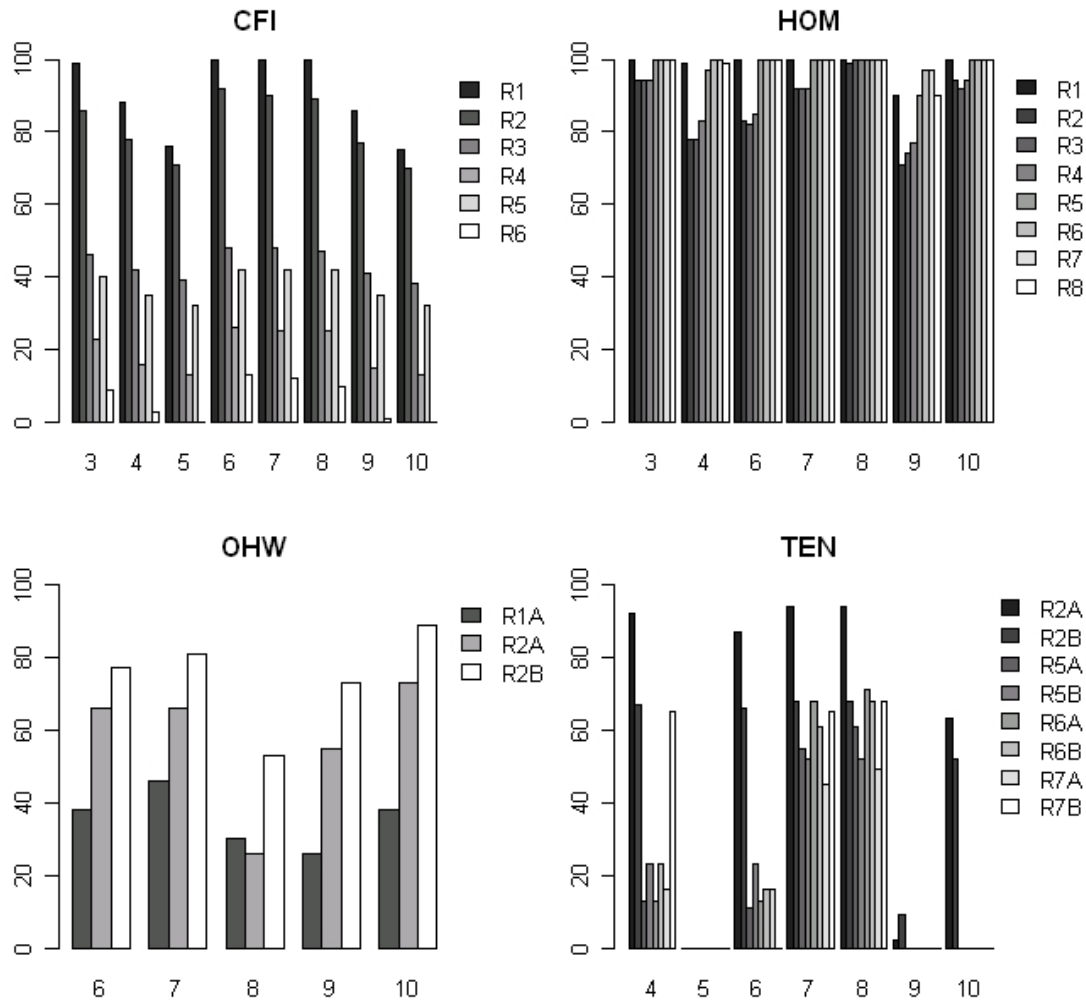 CFI
100
80
60
40
20
0
3 4 5 6 7 8 9 10
R1
R2
R3
R4
R5
R6
HOM
100
80
60
40
20
0
3 4 6 7 8 9 10
R1
R2
R3
R4
R5
R6
R7
R8
OHW
100
80
60
40
20
0
6 7 8 9 10
R1A
R2A
R2B
TEN
100
80
60
40
20
0
4 5 6 7 8 9 10
R2A
R2B
R5A
R5B
R6A
R6B
R7A
R7B